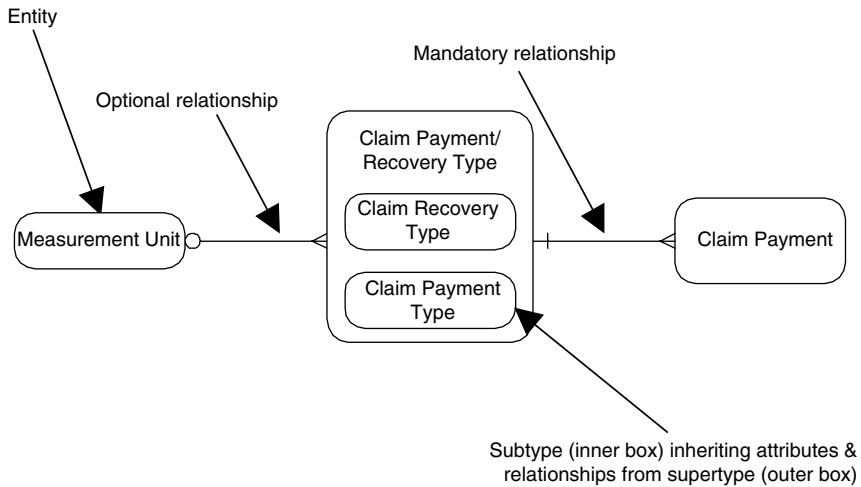 Entity
Mandatory relationship
Optional relationship
Claim Payment/
Recovery Type
Claim Recovery
Type
Measurement Unit
Claim Payment
Claim Payment
Type
Subtype (inner box) inheriting attributes &
relationships from supertype (outer box)